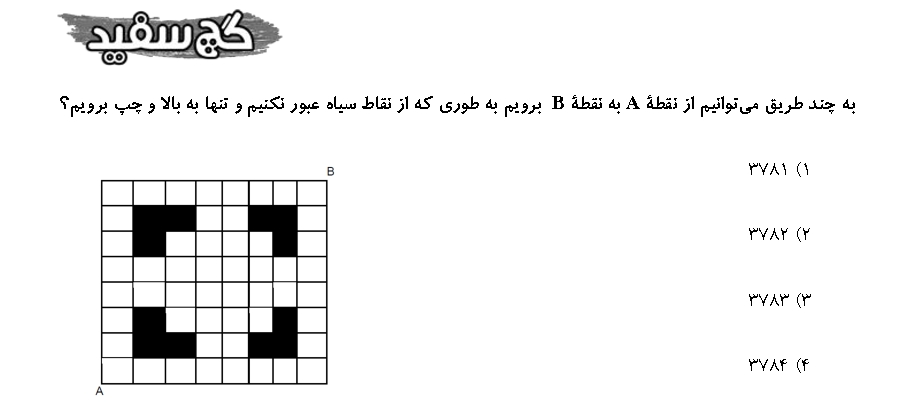 گچ سفید
به چند طریق می‌توانیم از نقطهٔ A به نقطهٔ B برویم به طوری که از نقاط سیاه عبور نکنیم و تنها به بالا و چپ برویم؟
۱) ۳۷۸۱
۲) ۳۷۸۲
۳) ۳۷۸۳
۴) ۳۷۸۴
B
A